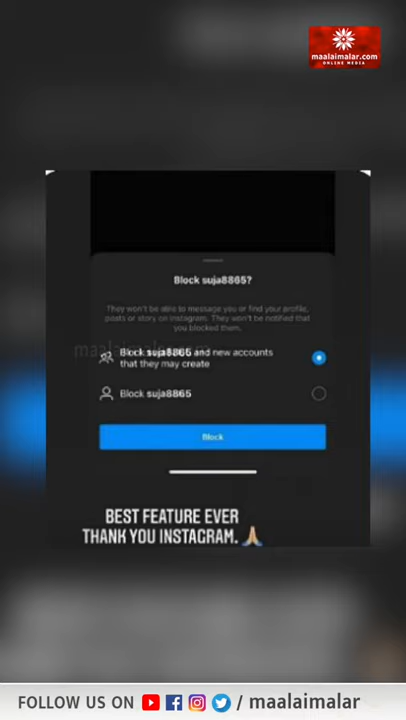 maalaimalar.com
ONLINE MEDIA
Block suja8865?
They won't be able to message you or find your profile,
posts or story on Instagram. They won't be notified that
you blocked them.
maalaimalar.com
Block suja8865 and new accounts
that they may create
Block suja8865
Block
BEST FEATURE EVER
THANK YOU INSTAGRAM.🙏🏼
FOLLOW US ON / maalaimalar